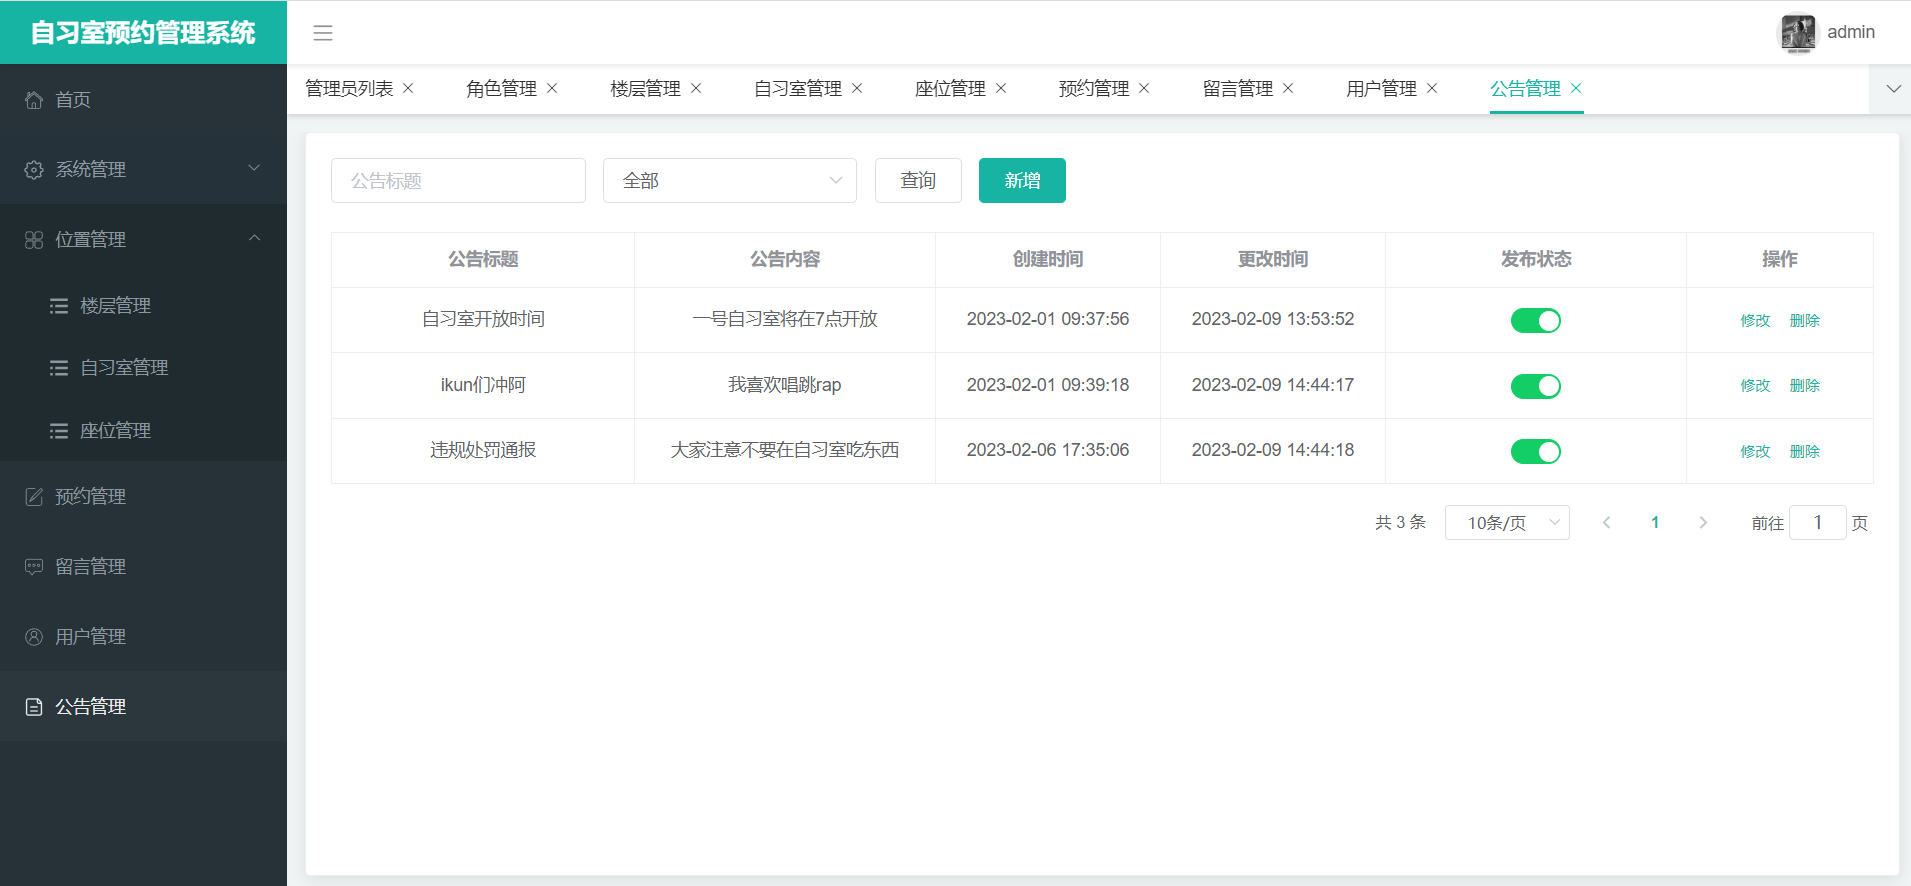 自习室预约管理系统
admin
首页
系统管理
位置管理
楼层管理
自习室管理
座位管理
预约管理
留言管理
用户管理
公告管理
管理员列表 角色管理 楼层管理 自习室管理 座位管理 预约管理 留言管理 用户管理 公告管理
公告标题 全部 查询 新增
公告标题 公告内容 创建时间 更改时间 发布状态 操作
自习室开放时间 一号自习室将在7点开放 2023-02-01 09:37:56 2023-02-09 13:53:52 修改 删除
ikun们冲阿 我喜欢唱跳rap 2023-02-01 09:39:18 2023-02-09 14:44:17 修改 删除
违规处罚通报 大家注意不要在自习室吃东西 2023-02-06 17:35:06 2023-02-09 14:44:18 修改 删除
共 3 条 10条/页 1 前往 1 页